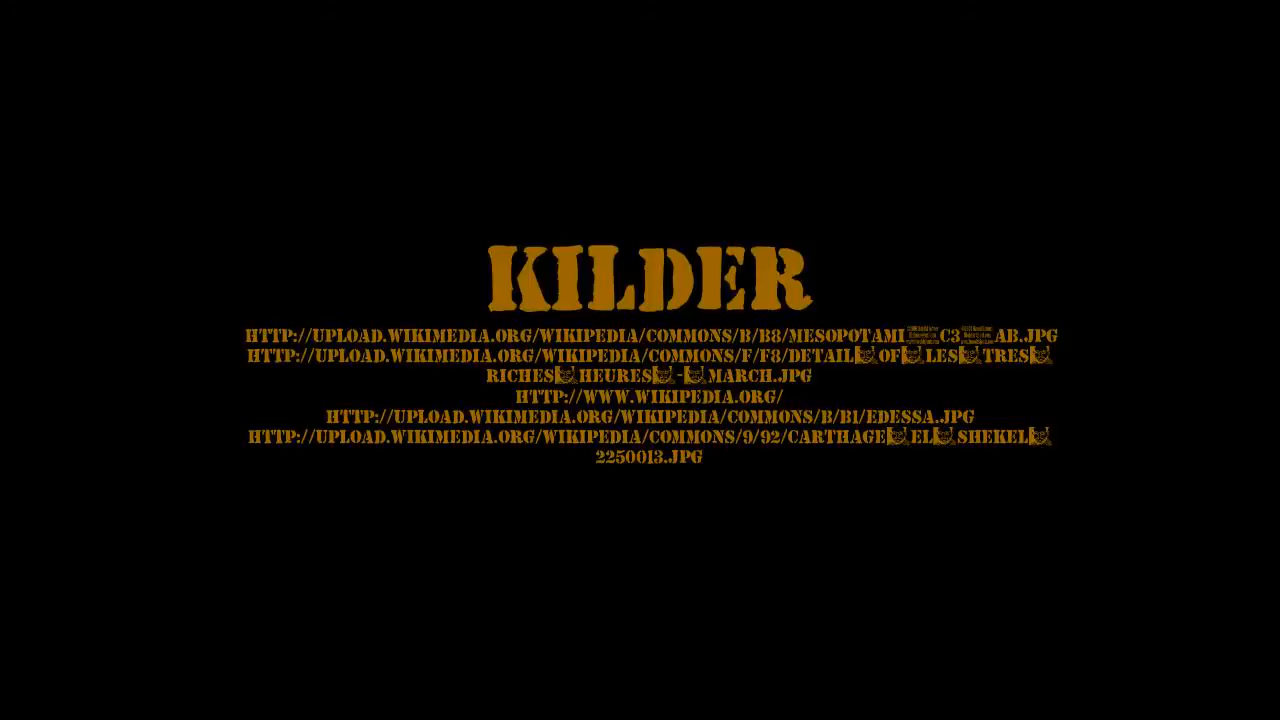 KILDER
HTTP://UPLOAD.WIKIMEDIA.ORG/WIKIPEDIA/COMMONS/B/B8/MESOPOTAMI C3 AB.JPG
HTTP://UPLOAD.WIKIMEDIA.ORG/WIKIPEDIA/COMMONS/F/F8/DETAIL OF LES TRES
RICHES HEURES - MARCH.JPG
HTTP://WWW.WIKIPEDIA.ORG/
HTTP://UPLOAD.WIKIMEDIA.ORG/WIKIPEDIA/COMMONS/B/B1/EDESSA.JPG
HTTP://UPLOAD.WIKIMEDIA.ORG/WIKIPEDIA/COMMONS/9/92/CARTHAGE EL SHEKEL
2250013.JPG